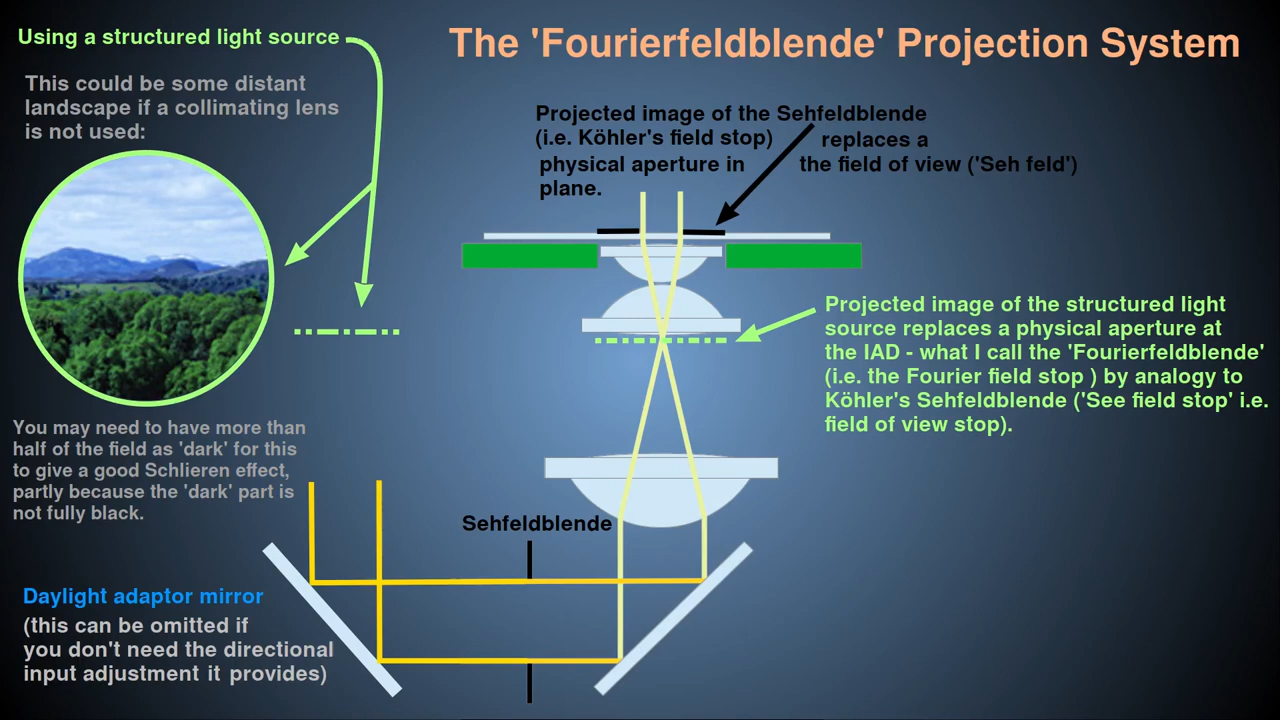 Using a structured light source
The 'Fourierfeldblende' Projection System
This could be some distant
landscape if a collimating lens
is not used:
Projected image of the Sehfeldblende
(i.e. Köhler's field stop) replaces a
physical aperture in the field of view ('Seh feld')
plane.
Projected image of the structured light
source replaces a physical aperture at
the IAD - what I call the 'Fourierfeldblende'
(i.e. the Fourier field stop ) by analogy to
Köhler's Sehfeldblende ('See field stop' i.e.
field of view stop).
You may need to have more than
half of the field as 'dark' for this
to give a good Schlieren effect,
partly because the 'dark' part is
not fully black.
Sehfeldblende
Daylight adaptor mirror
(this can be omitted if
you don't need the directional
input adjustment it provides)